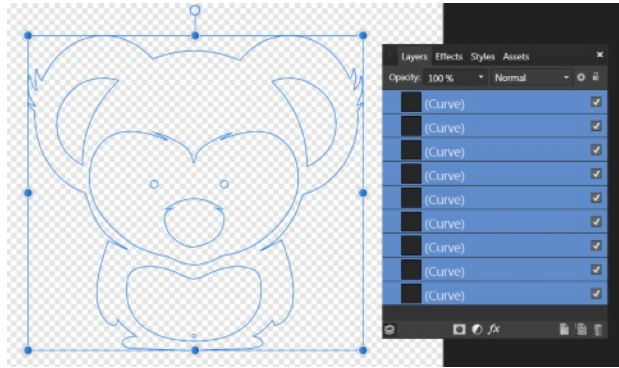 Layers Effects Styles Assets
Opacity: 100 % Normal
(Curve)
(Curve)
(Curve)
(Curve)
(Curve)
(Curve)
(Curve)
(Curve)
(Curve)
fx